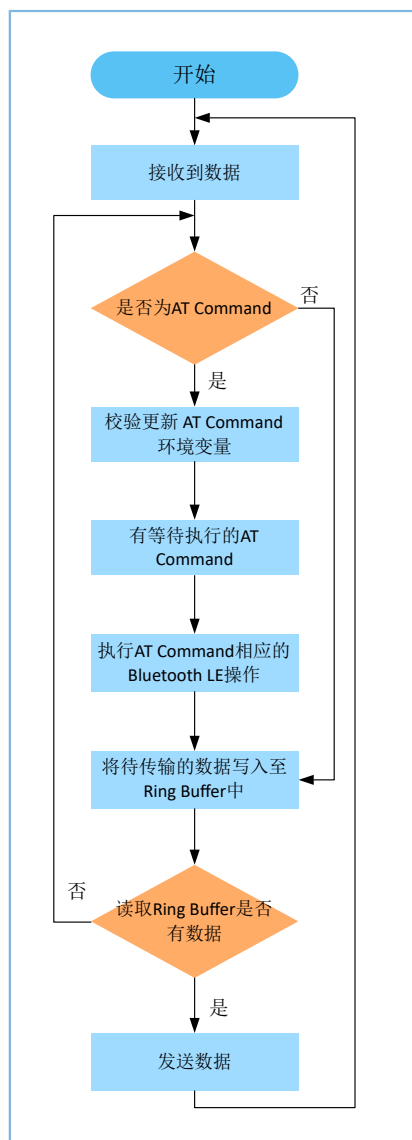 开始
接收到数据
是否为AT Command
否
是
校验更新 AT Command
环境变量
有等待执行的AT
Command
执行AT Command相应的
Bluetooth LE操作
将待传输的数据写入至
Ring Buffer中
否
读取Ring Buffer是否
有数据
是
发送数据